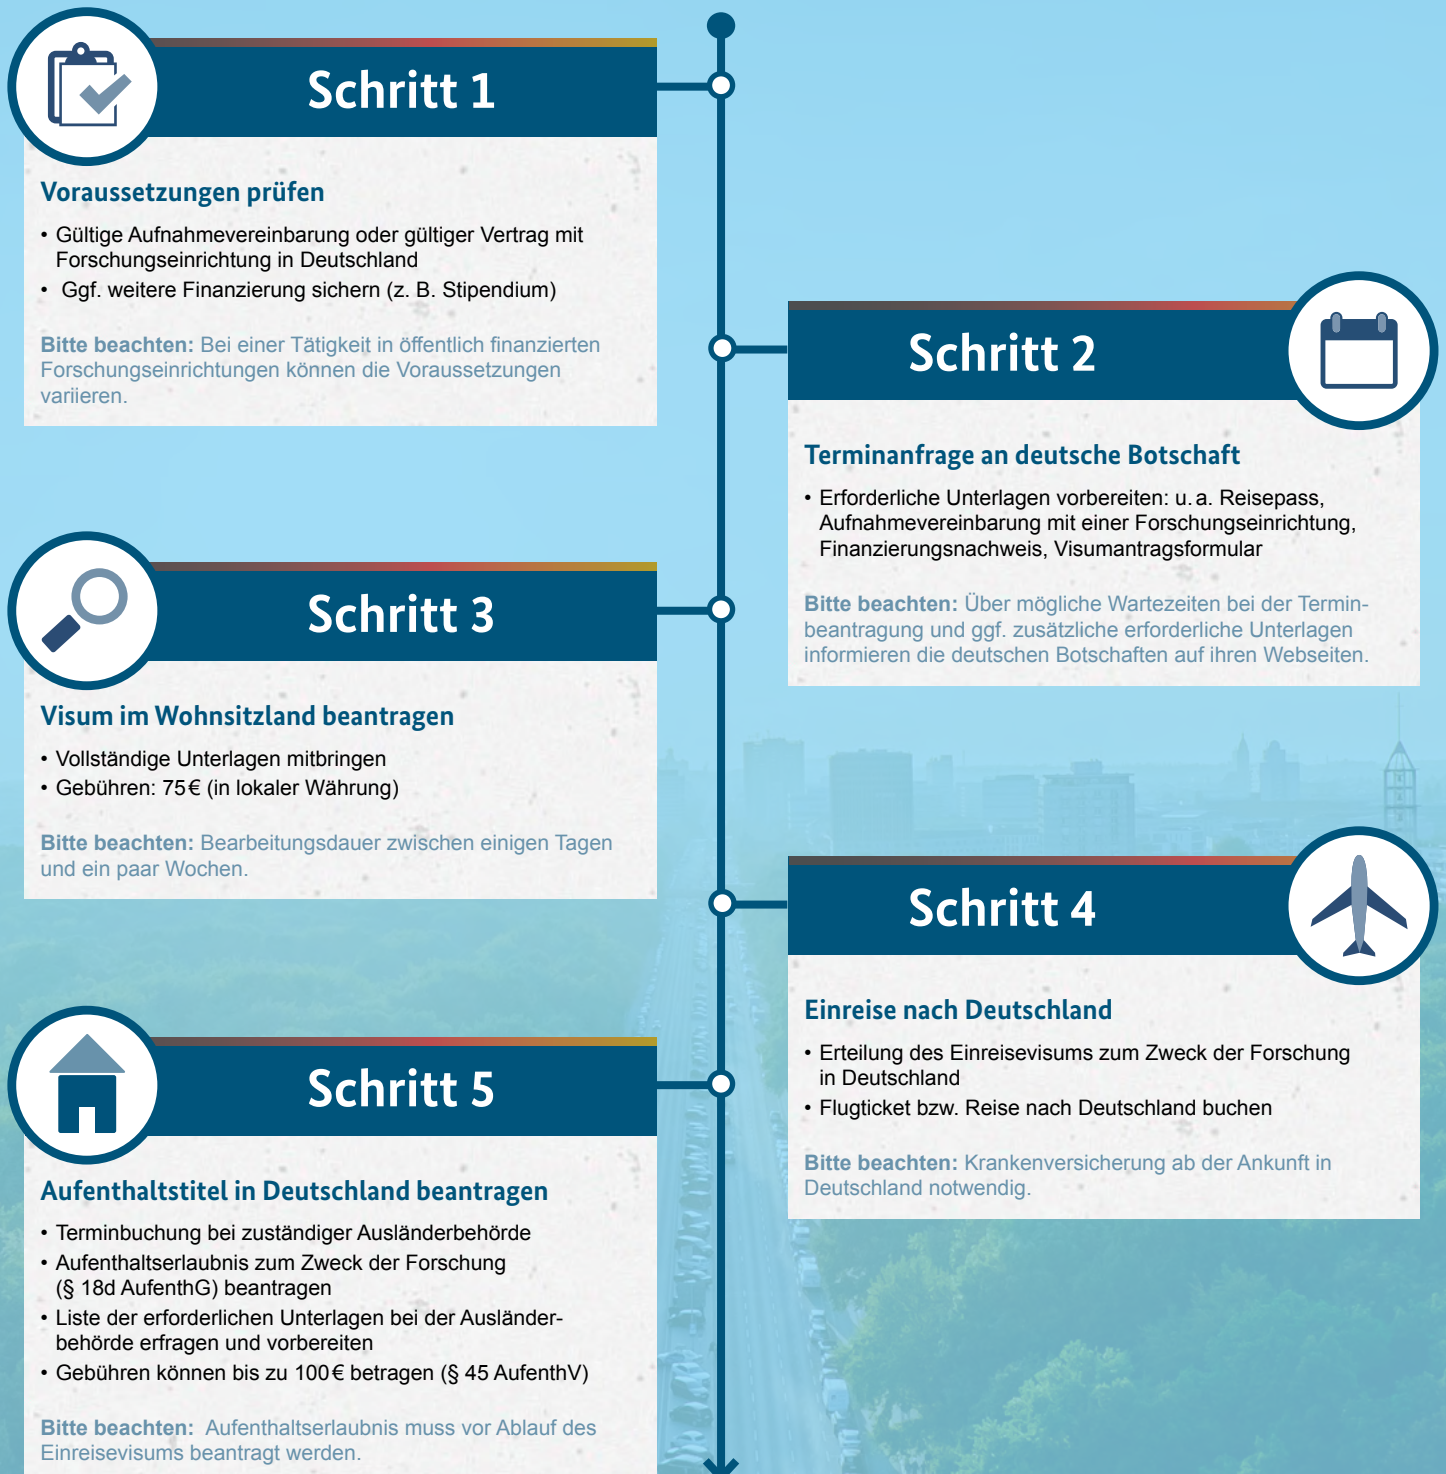 Schritt 1
Voraussetzungen prüfen
• Gültige Aufnahmevereinbarung oder gültiger Vertrag mit
Forschungseinrichtung in Deutschland
• Ggf. weitere Finanzierung sichern (z. B. Stipendium)
Bitte beachten: Bei einer Tätigkeit in öffentlich finanzierten
Forschungseinrichtungen können die Voraussetzungen
variieren.
Schritt 2
Terminanfrage an deutsche Botschaft
• Erforderliche Unterlagen vorbereiten: u. a. Reisepass,
Aufnahmevereinbarung mit einer Forschungseinrichtung,
Finanzierungsnachweis, Visumantragsformular
Bitte beachten: Über mögliche Wartezeiten bei der Termin-
beantragung und ggf. zusätzliche erforderliche Unterlagen
informieren die deutschen Botschaften auf ihren Webseiten.
Schritt 3
Visum im Wohnsitzland beantragen
• Vollständige Unterlagen mitbringen
• Gebühren: 75 € (in lokaler Währung)
Bitte beachten: Bearbeitungsdauer zwischen einigen Tagen
und ein paar Wochen.
Schritt 4
Einreise nach Deutschland
• Erteilung des Einreisevisums zum Zweck der Forschung
in Deutschland
• Flugticket bzw. Reise nach Deutschland buchen
Bitte beachten: Krankenversicherung ab der Ankunft in
Deutschland notwendig.
Schritt 5
Aufenthaltstitel in Deutschland beantragen
• Terminbuchung bei zuständiger Ausländerbehörde
• Aufenthaltserlaubnis zum Zweck der Forschung
(§ 18d AufenthG) beantragen
• Liste der erforderlichen Unterlagen bei der Ausländer-
behörde erfragen und vorbereiten
• Gebühren können bis zu 100 € betragen (§ 45 AufenthV)
Bitte beachten: Aufenthaltserlaubnis muss vor Ablauf des
Einreisevisums beantragt werden.